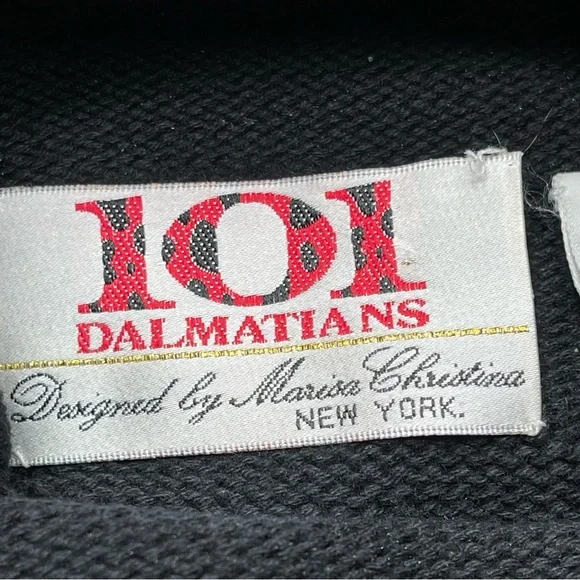 101
DALMATIANS
Designed by Marisa Christina
NEW YORK.